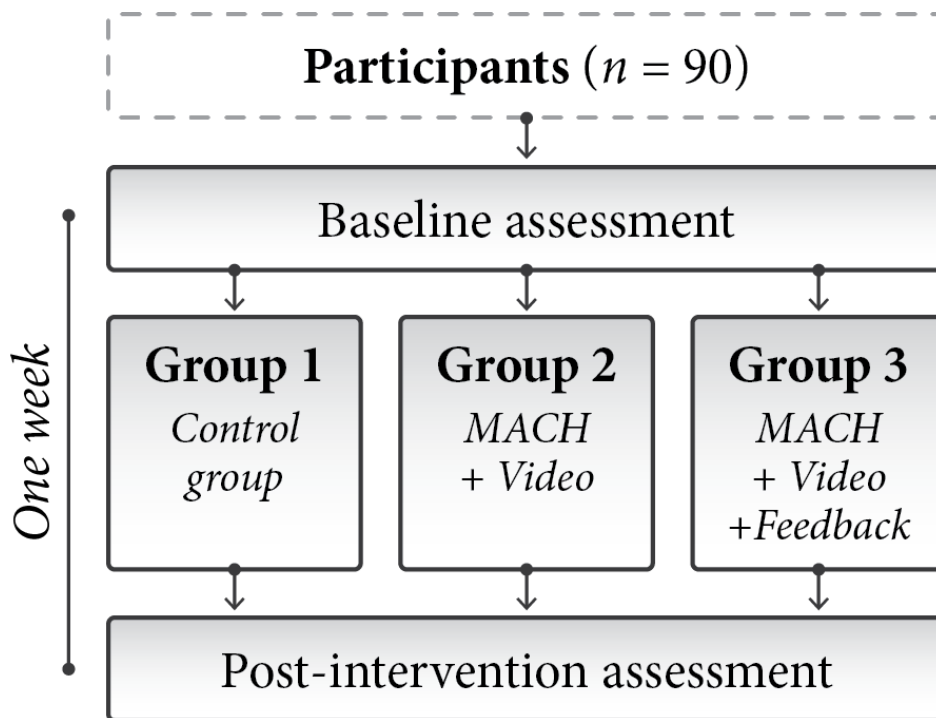 Participants (n = 90)
Baseline assessment
One week
Group 1
Control
group
Group 2
MACH
+ Video
Group 3
MACH
+ Video
+Feedback
Post-intervention assessment